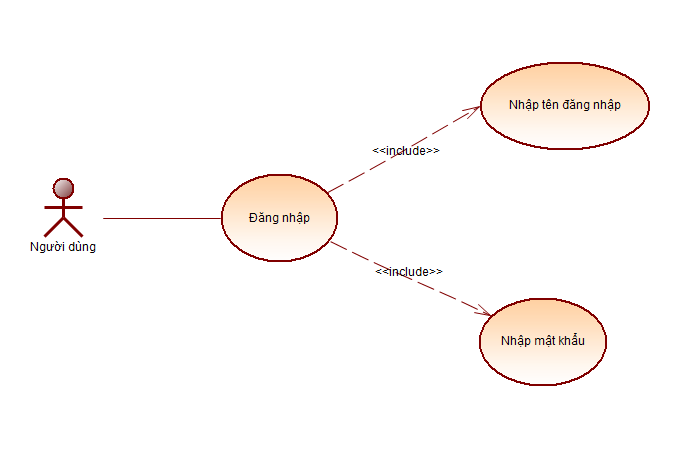 Nhập tên đăng nhập
<<include>>
Đăng nhập
Người dùng
<<include>>
Nhập mật khẩu